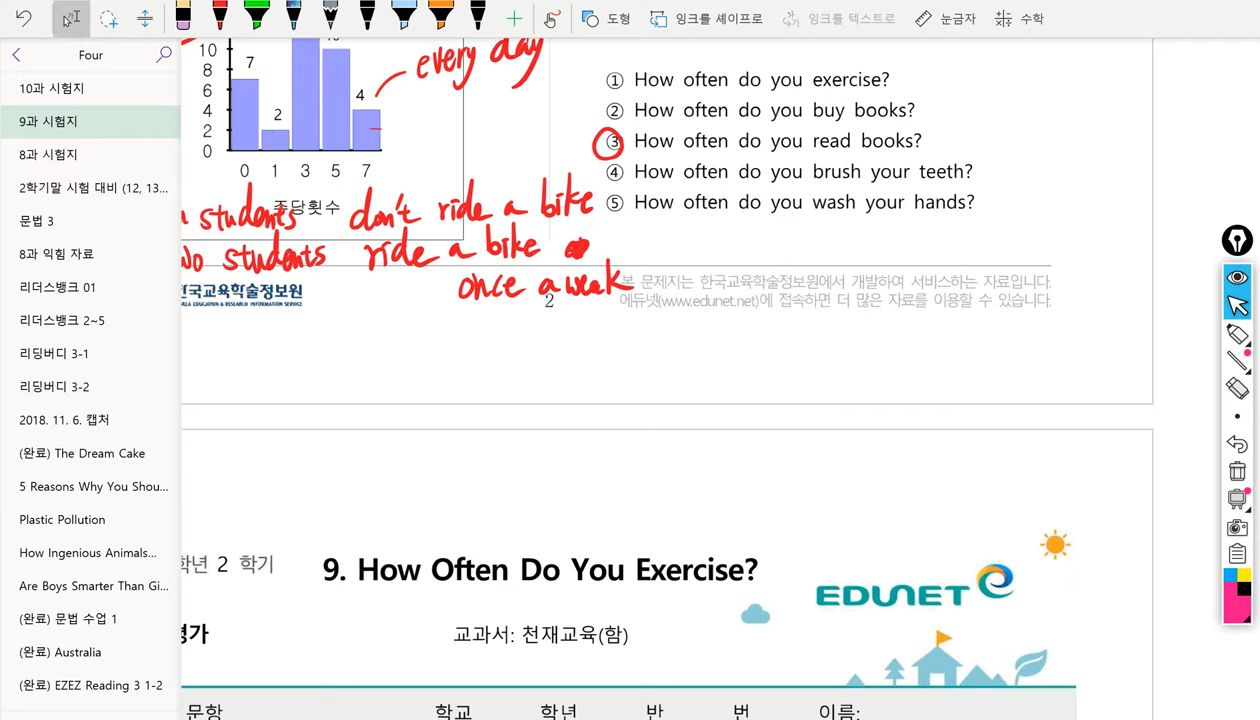 도형
잉크를 셰이프로
잉크를 텍스트로
눈금자
수학
Four
10과 시험지
9과 시험지
8과 시험지
2학기말 시험 대비 (12, 13...
문법 3
8과 익힘 자료
리더스뱅크 01
리더스뱅크 2~5
리딩버디 3-1
리딩버디 3-2
2018. 11. 6. 캡처
(완료) The Dream Cake
5 Reasons Why You Shou...
Plastic Pollution
How Ingenious Animals...
Are Boys Smarter Than Gi...
(완료) 문법 수업 1
(완료) Australia
(완료) EZEZ Reading 3 1-2
10
8
6
4
2
0
7
2
4
0 1 3 5 7
주당횟수
every day
students don't ride a bike
students ride a bike
once a weak
① How often do you exercise?
② How often do you buy books?
③ How often do you read books?
④ How often do you brush your teeth?
⑤ How often do you wash your hands?
한국교육학술정보원
KOREA EDUCATION & RESEARCH INFORMATION SERVICE
2
본 문제지는 한국교육학술정보원에서 개발하여 서비스하는 자료입니다.
에듀넷(www.edunet.net)에 접속하면 더 많은 자료를 이용할 수 있습니다.
학년 2 학기
9. How Often Do You Exercise?
EDUNET
평가
교과서: 천재교육(함)
문항
학교 학년 반 번 이름: